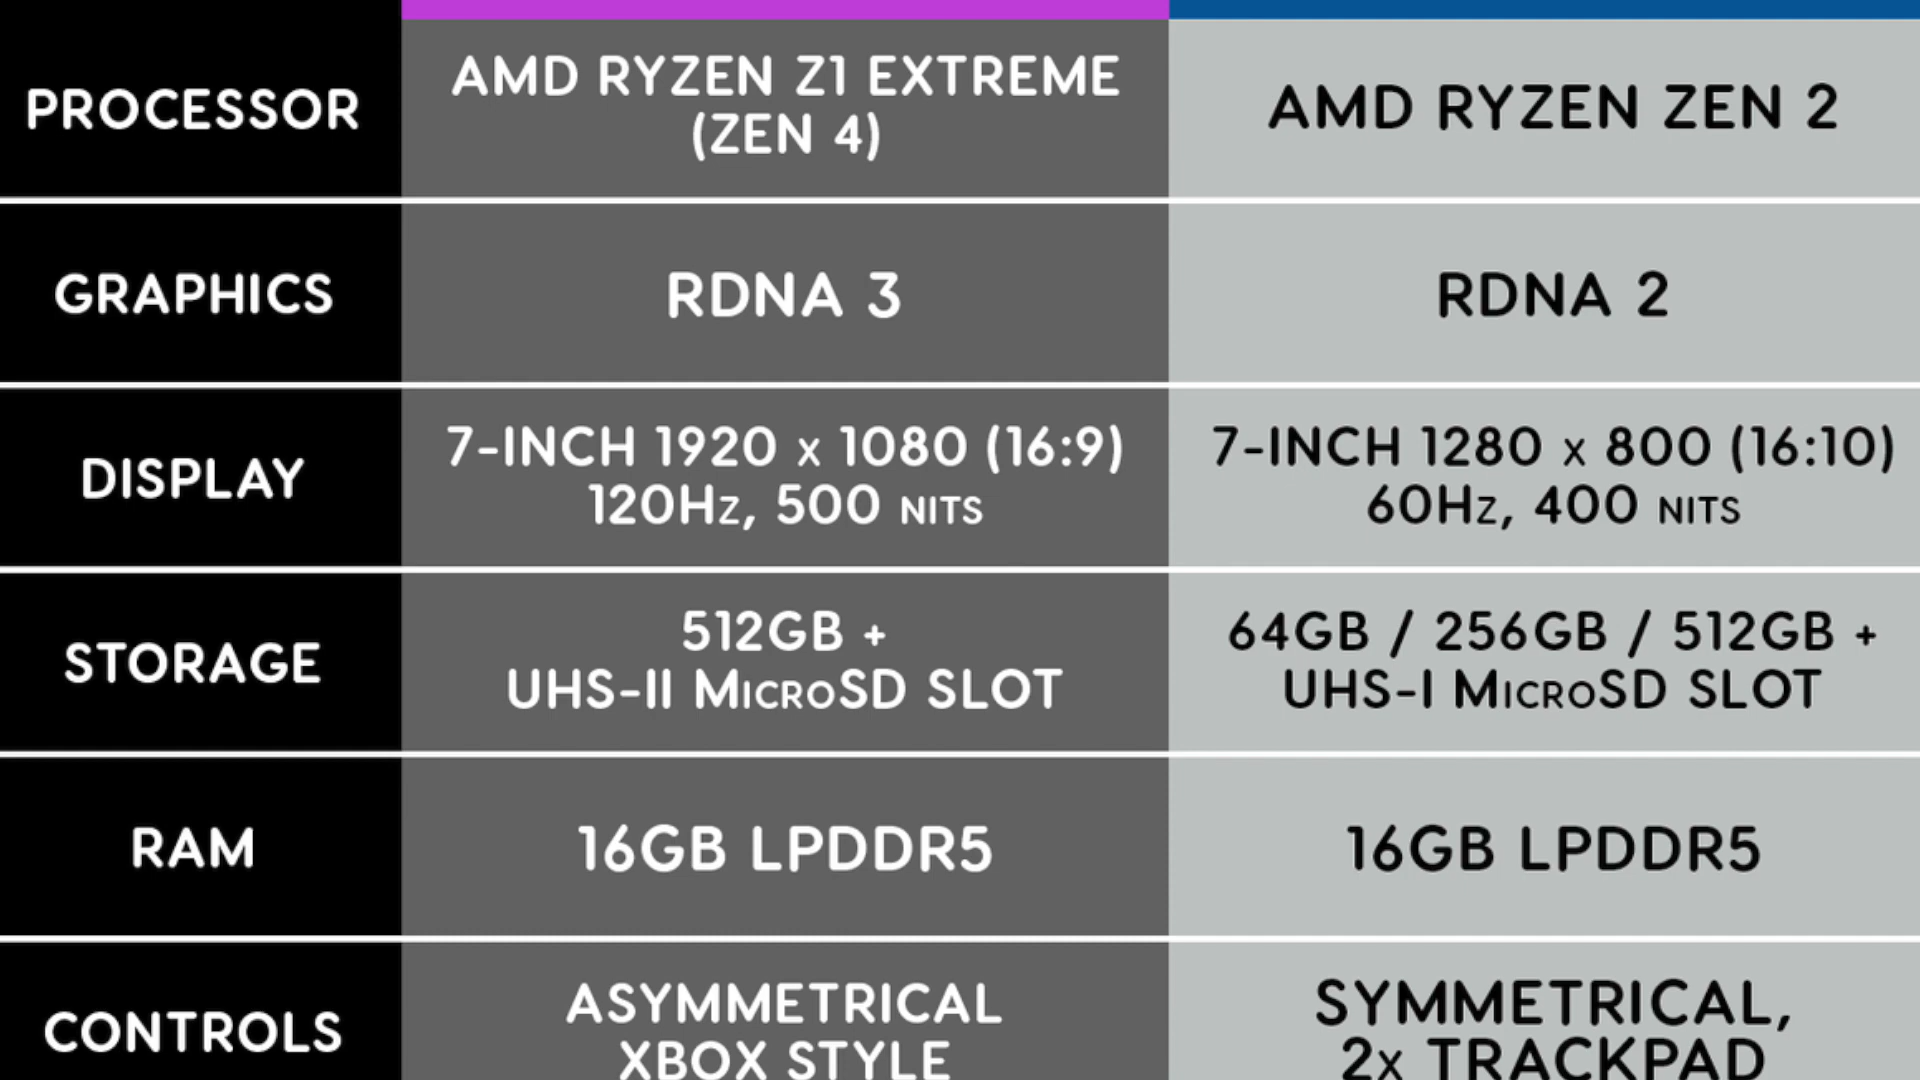 PROCESSOR
AMD RYZEN Z1 EXTREME
(ZEN 4)
AMD RYZEN ZEN 2
GRAPHICS
RDNA 3
RDNA 2
DISPLAY
7-INCH 1920 x 1080 (16:9)
120Hz, 500 NITS
7-INCH 1280 x 800 (16:10)
60Hz, 400 NITS
STORAGE
512GB +
UHS-II MicroSD SLOT
64GB / 256GB / 512GB +
UHS-I MicroSD SLOT
RAM
16GB LPDDR5
16GB LPDDR5
CONTROLS
ASYMMETRICAL
XBOX STYLE
SYMMETRICAL,
2x TRACKPAD